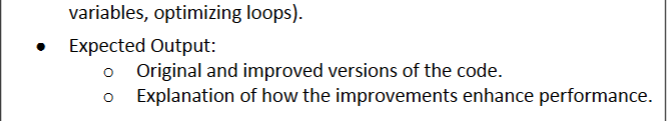 variables, optimizing loops).
● Expected Output:
o Original and improved versions of the code.
o Explanation of how the improvements enhance performance.